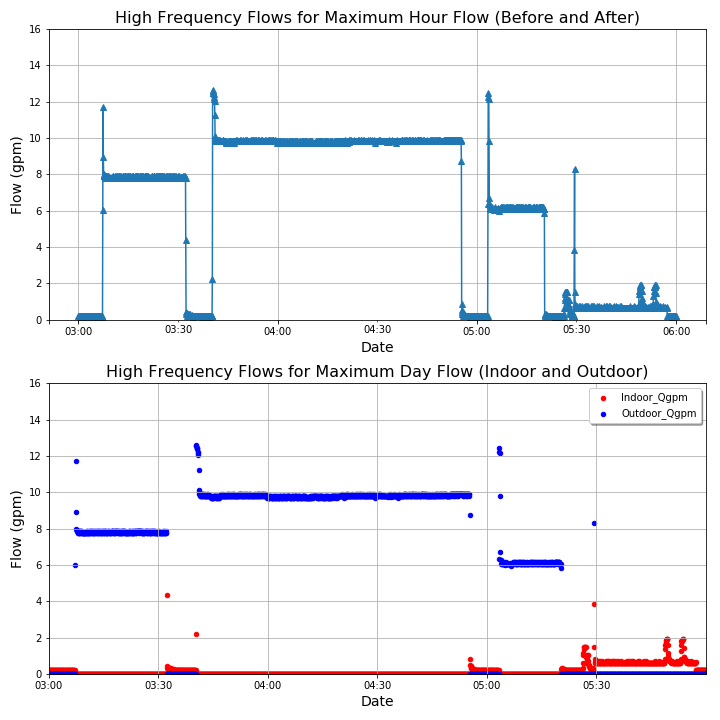 High Frequency Flows for Maximum Hour Flow (Before and After)
16
14
12
10
8
6
4
2
0
Flow (gpm)
03:00 03:30 04:00 04:30 05:00 05:30 06:00
Date
High Frequency Flows for Maximum Day Flow (Indoor and Outdoor)
16
14
12
10
8
6
4
2
0
Flow (gpm)
Indoor_Qgpm
Outdoor_Qgpm
03:00 03:30 04:00 04:30 05:00 05:30
Date